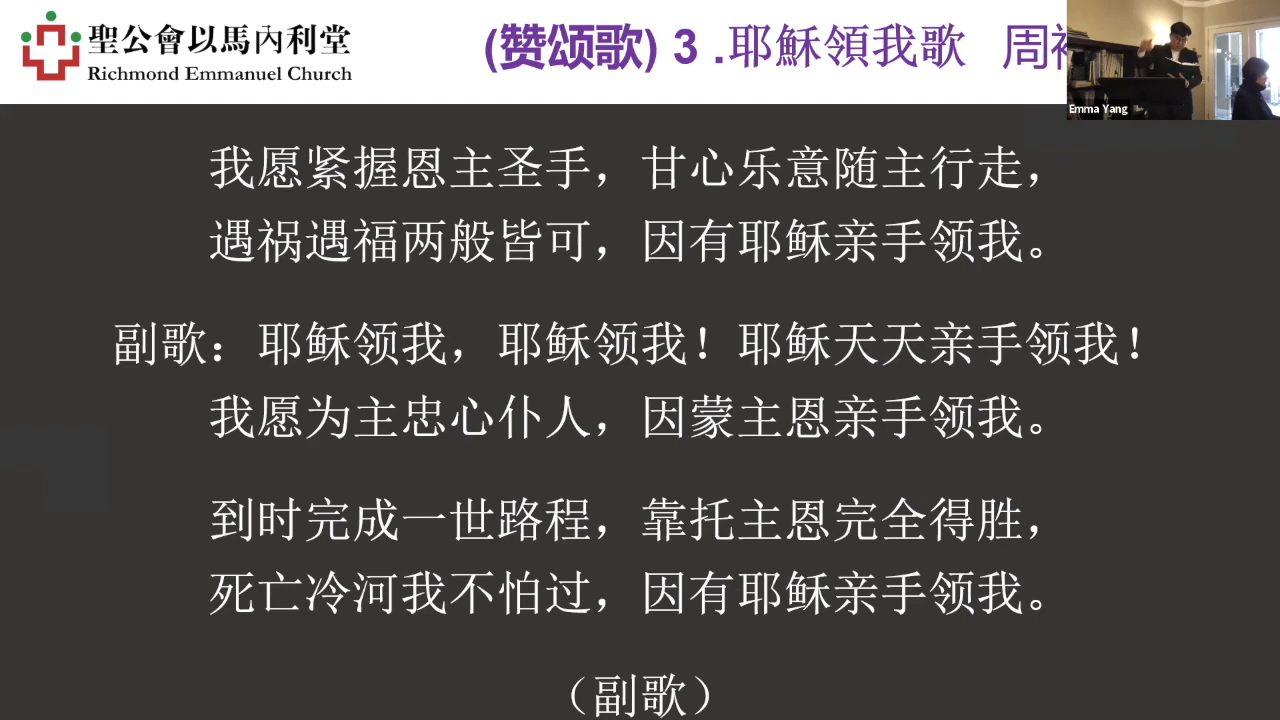 聖公會以馬內利堂
Richmond Emmanuel Church
(赞颂歌) 3 .耶穌領我歌 周
Emma Yang
我愿紧握恩主圣手，甘心乐意随主行走，
遇祸遇福两般皆可，因有耶稣亲手领我。
副歌：耶稣领我，耶稣领我！耶稣天天亲手领我！
我愿为主忠心仆人，因蒙主恩亲手领我。
到时完成一世路程，靠托主恩完全得胜，
死亡冷河我不怕过，因有耶稣亲手领我。
（副歌）